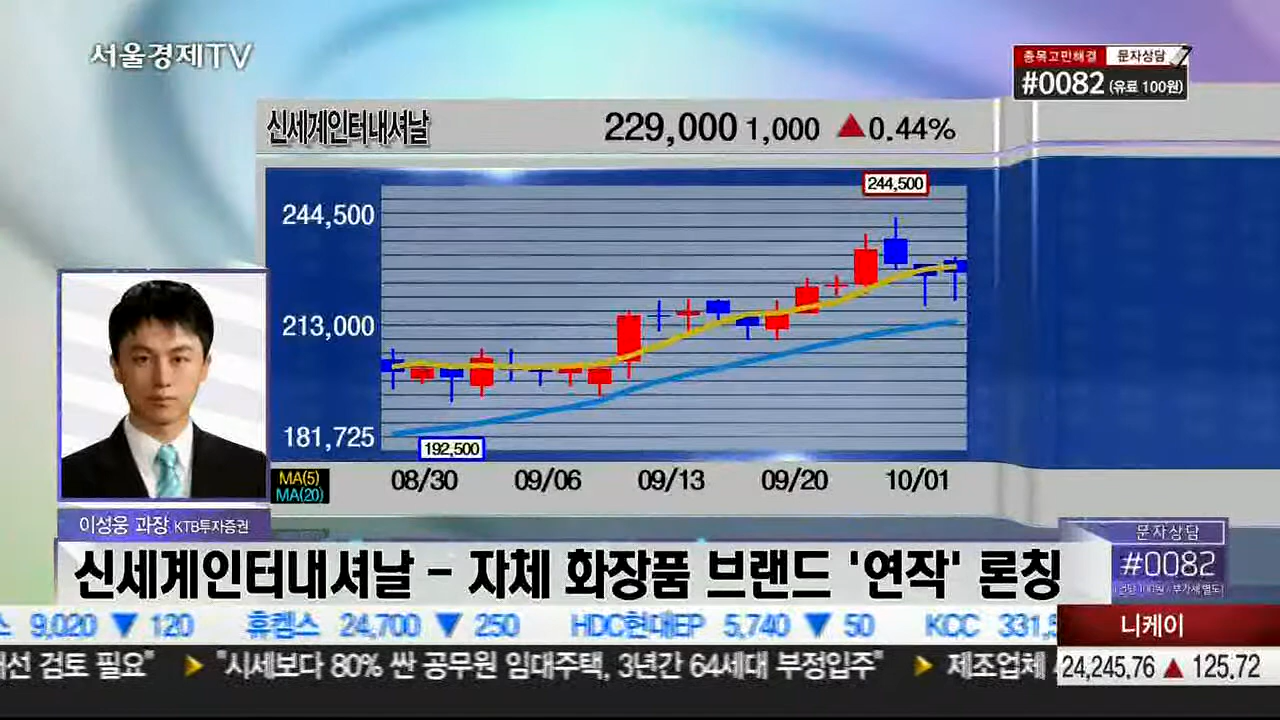 서울경제TV
종목고민해결 문자상담
#0082 (유료 100원)
신세계인터내셔날 229,000 1,000 ▲0.44%
244,500
244,500
213,000
181,725
192,500
MA(5)
MA(20)
08/30 09/06 09/13 09/20 10/01
이성웅 과장 KTB투자증권
신세계인터내셔날 - 자체 화장품 브랜드 '연작' 론칭
문자상담
#0082
9,020 ▼ 120 휴켐스 24,700 ▼ 250 HDC현대EP 5,740 ▼ 50 KCC 331,5
니케이
24,245.76 ▲ 125.72
개선 검토 필요" ▶ "시세보다 80% 싼 공무원 임대주택, 3년간 64세대 부정입주" ▶ 제조업체